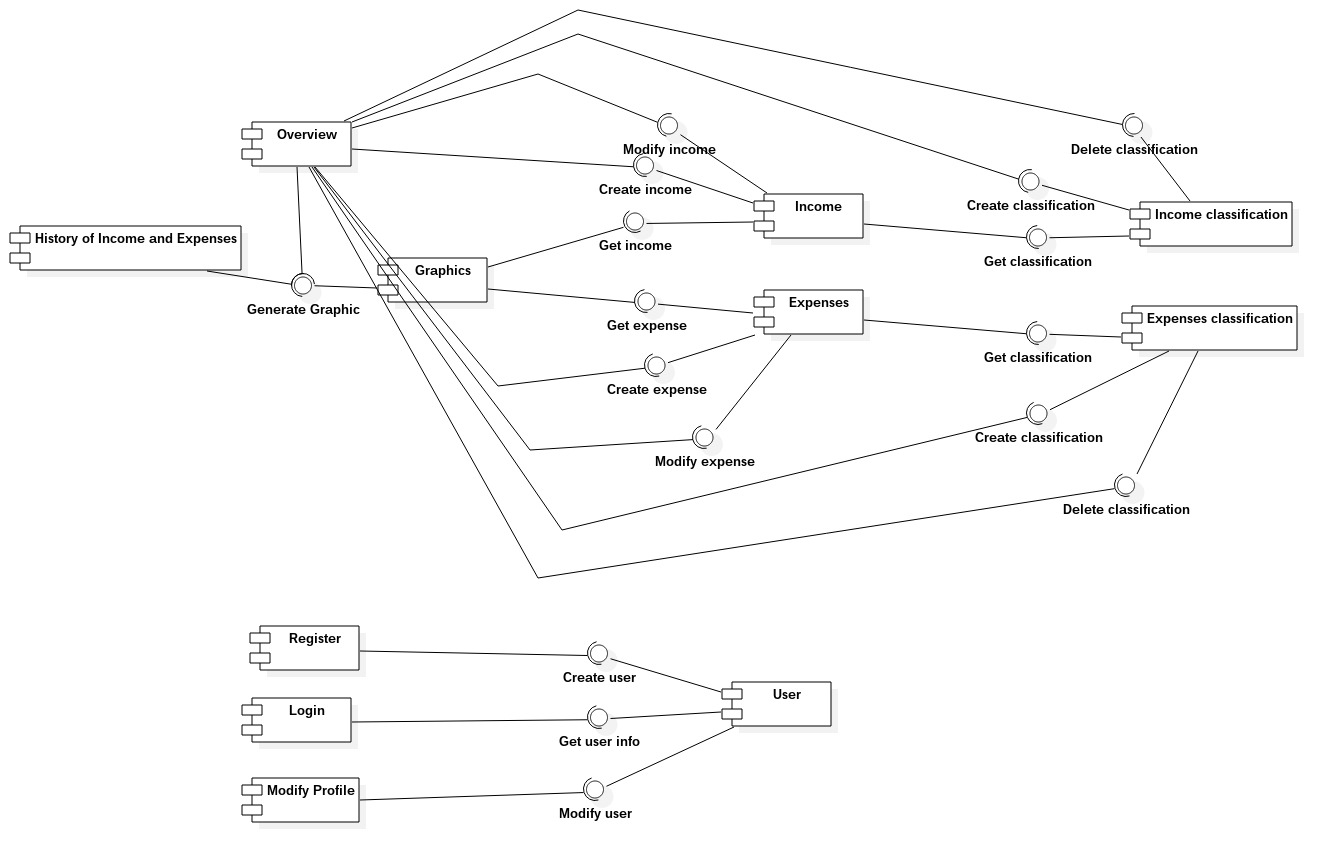 Overview
Modify income
Delete classification
Create income
Income
Create classification
Income classification
History of Income and Expenses
Get income
Get classification
Graphics
Generate Graphic
Get expense
Expenses
Expenses classification
Get classification
Create expense
Create classification
Modify expense
Delete classification
Register
Create user
User
Login
Get user info
Modify Profile
Modify user